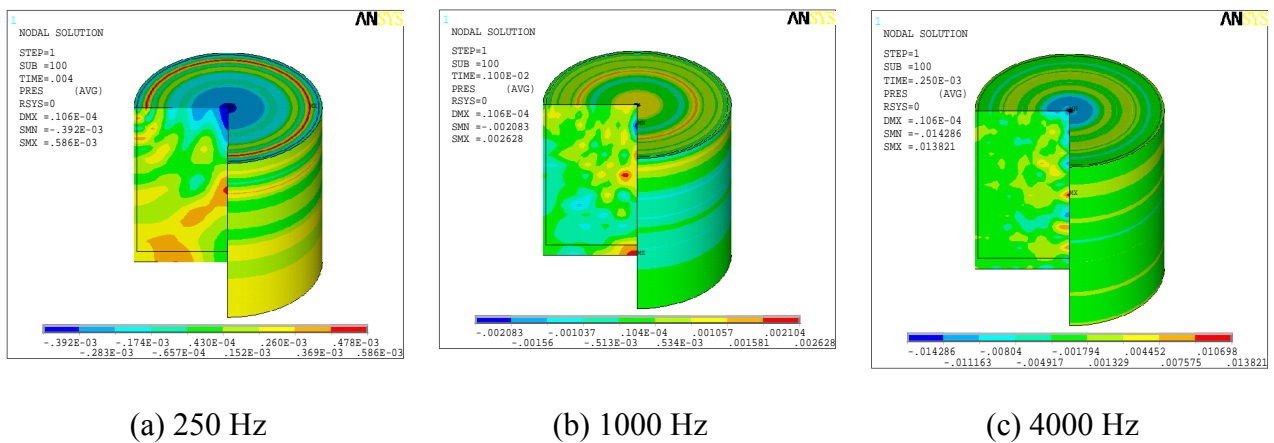 1
ANSYS
NODAL SOLUTION
STEP=1
SUB =100
TIME=.004
PRES (AVG)
RSYS=0
DMX =.106E-04
SMN =-.392E-03
SMX =.586E-03
MX
-.392E-03 -.174E-03 .430E-04 .260E-03 .478E-03
-.283E-03 -.657E-04 .152E-03 .369E-03 .586E-03
(a) 250 Hz
1
ANSYS
NODAL SOLUTION
STEP=1
SUB =100
TIME=.100E-02
PRES (AVG)
RSYS=0
DMX =.106E-04
SMN =-.002083
SMX =.002628
MN
MX
-.002083 -.001037 .104E-04 .001057 .002104
-.00156 -.513E-03 .534E-03 .001581 .002628
(b) 1000 Hz
1
ANSYS
NODAL SOLUTION
STEP=1
SUB =100
TIME=.250E-03
PRES (AVG)
RSYS=0
DMX =.106E-04
SMN =-.014286
SMX =.013821
MX
-.014286 -.00804 -.001794 .004452 .010698
-.011163 -.004917 .001329 .007575 .013821
(c) 4000 Hz